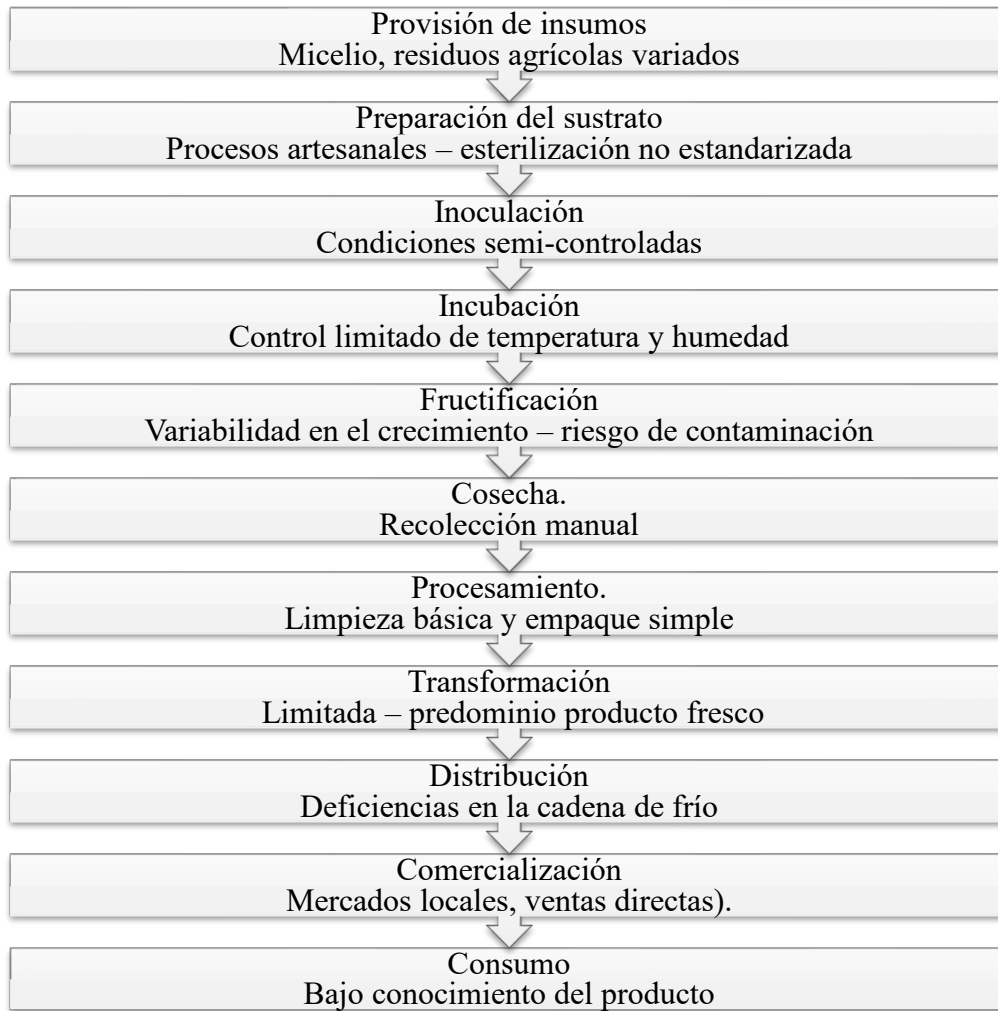 Provisión de insumos
Micelio, residuos agrícolas variados
Preparación del sustrato
Procesos artesanales – esterilización no estandarizada
Inoculación
Condiciones semi-controladas
Incubación
Control limitado de temperatura y humedad
Fructificación
Variabilidad en el crecimiento – riesgo de contaminación
Cosecha.
Recolección manual
Procesamiento.
Limpieza básica y empaque simple
Transformación
Limitada – predominio producto fresco
Distribución
Deficiencias en la cadena de frío
Comercialización
Mercados locales, ventas directas).
Consumo
Bajo conocimiento del producto